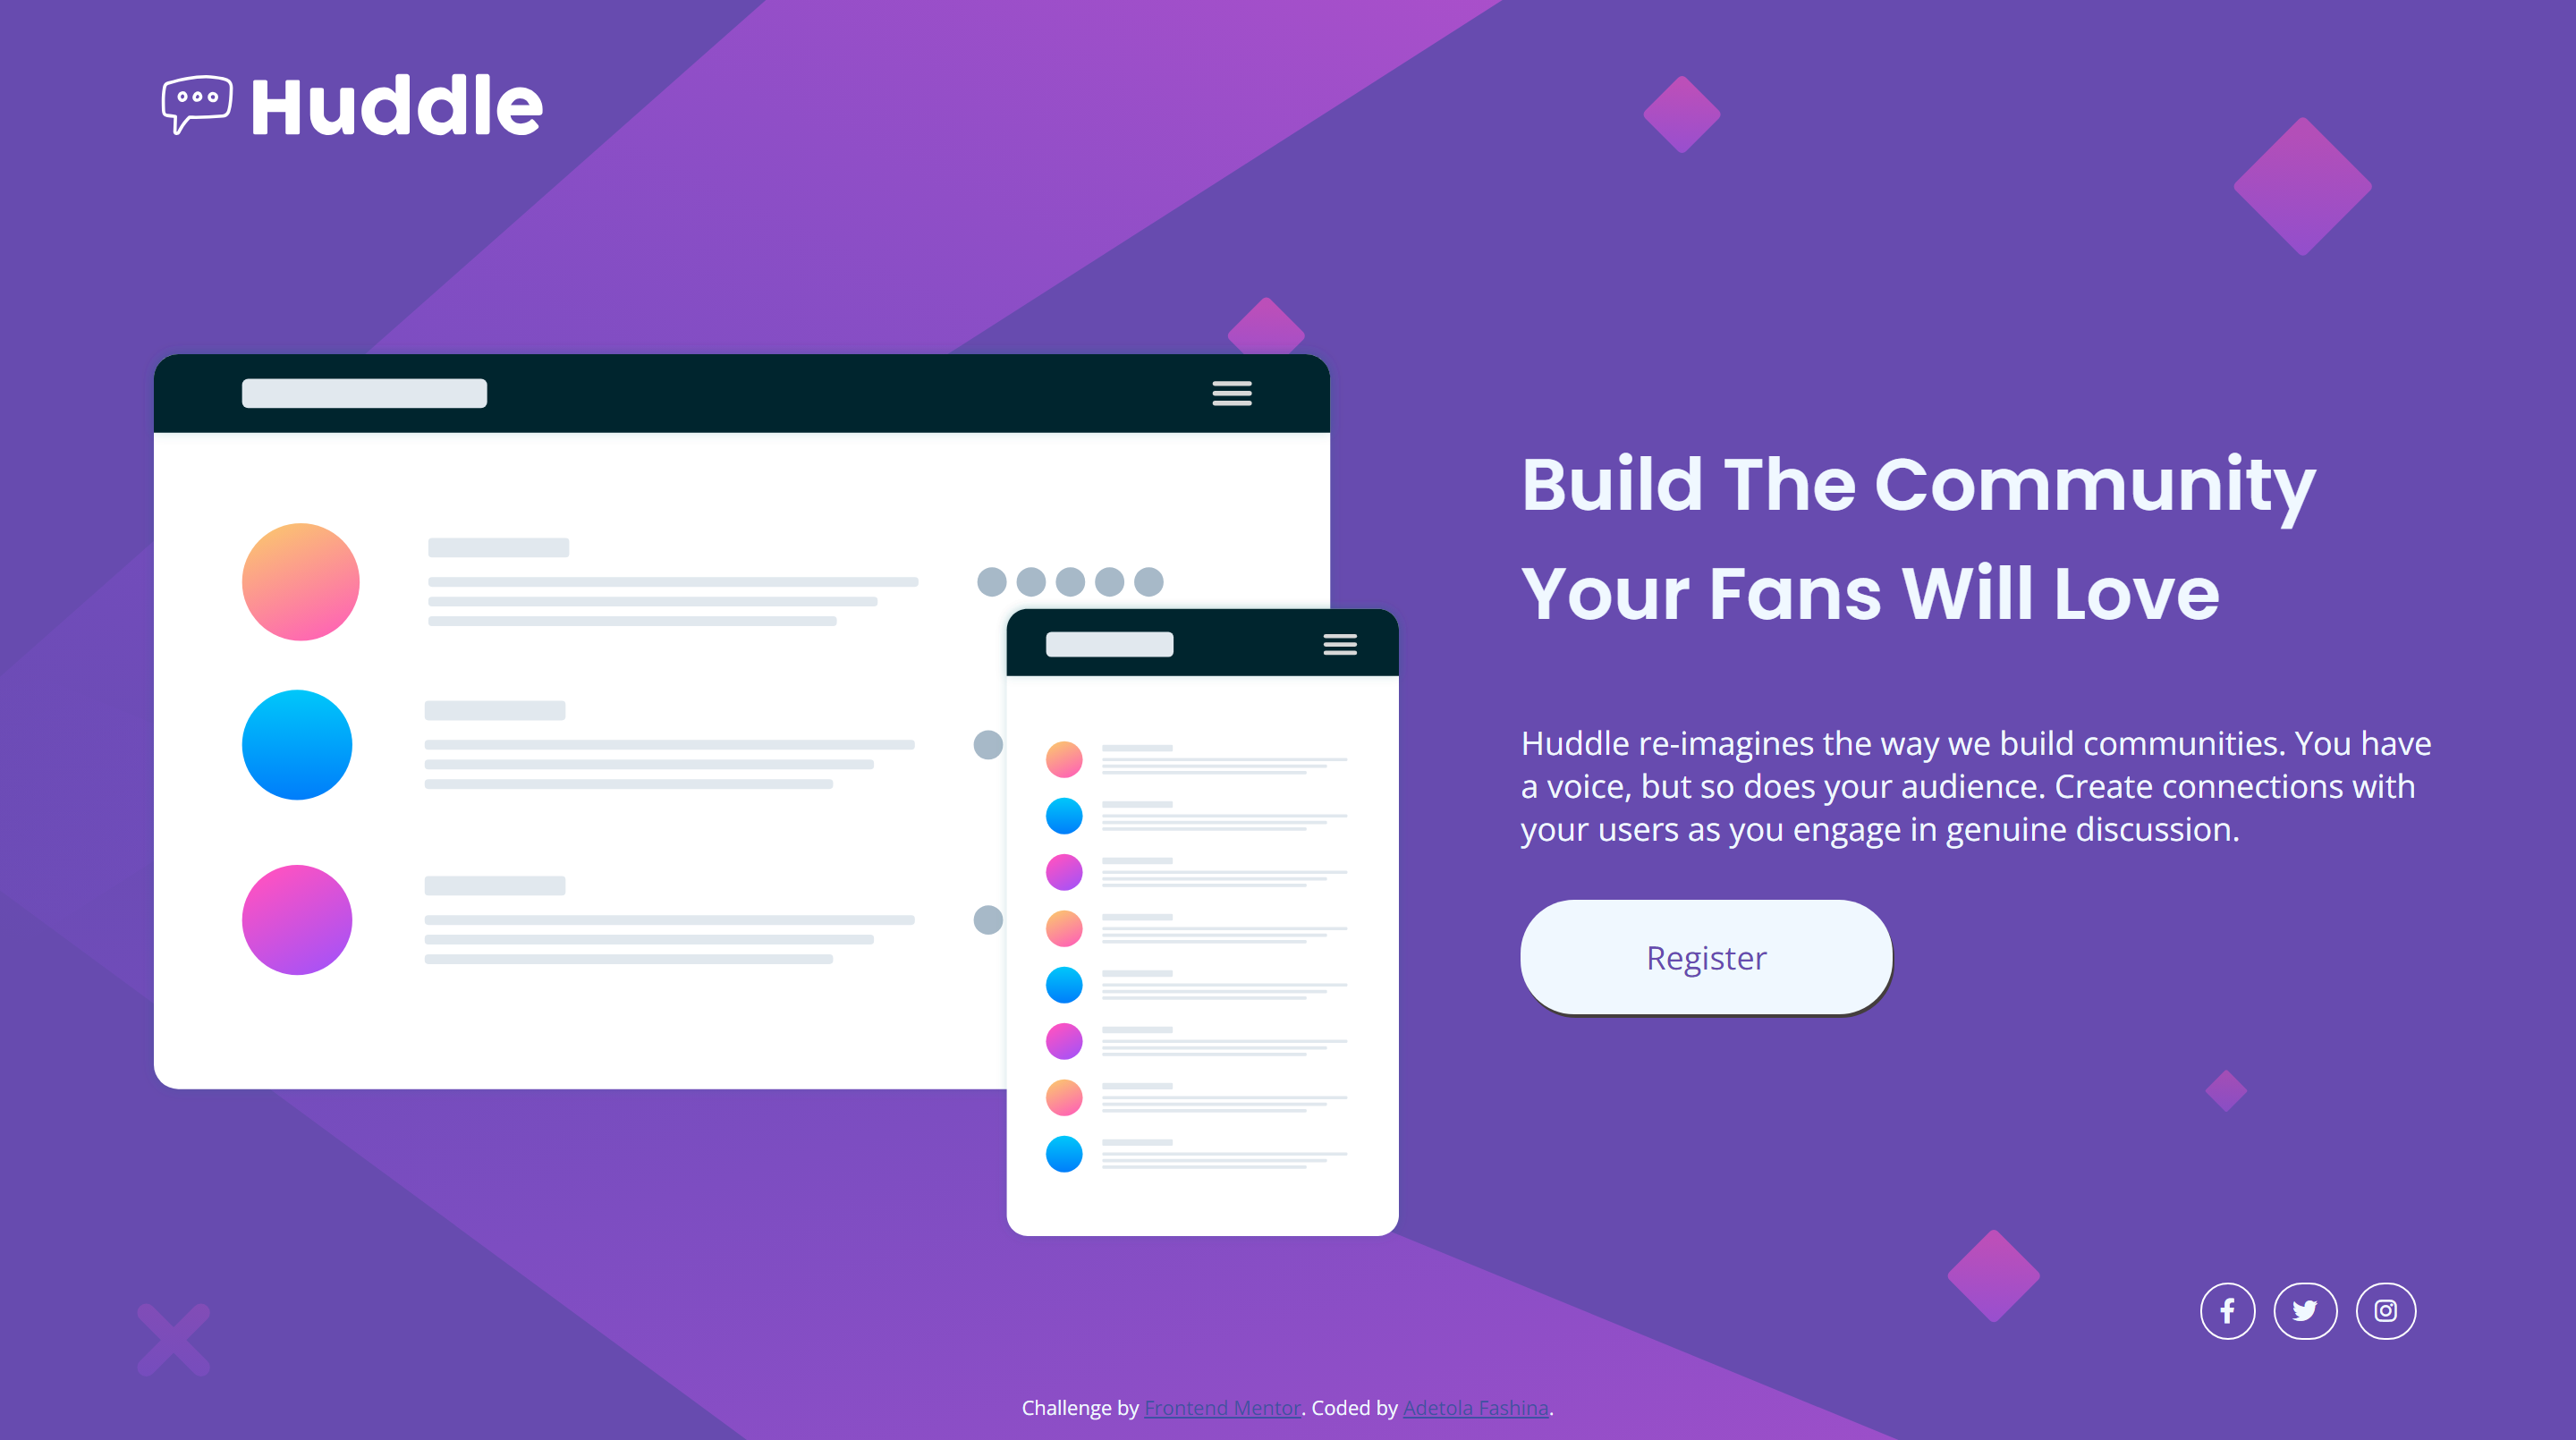 Huddle
Build The Community
Your Fans Will Love
Huddle re-imagines the way we build communities. You have
a voice, but so does your audience. Create connections with
your users as you engage in genuine discussion.
Register
Challenge by Frontend Mentor. Coded by Adetola Fashina.